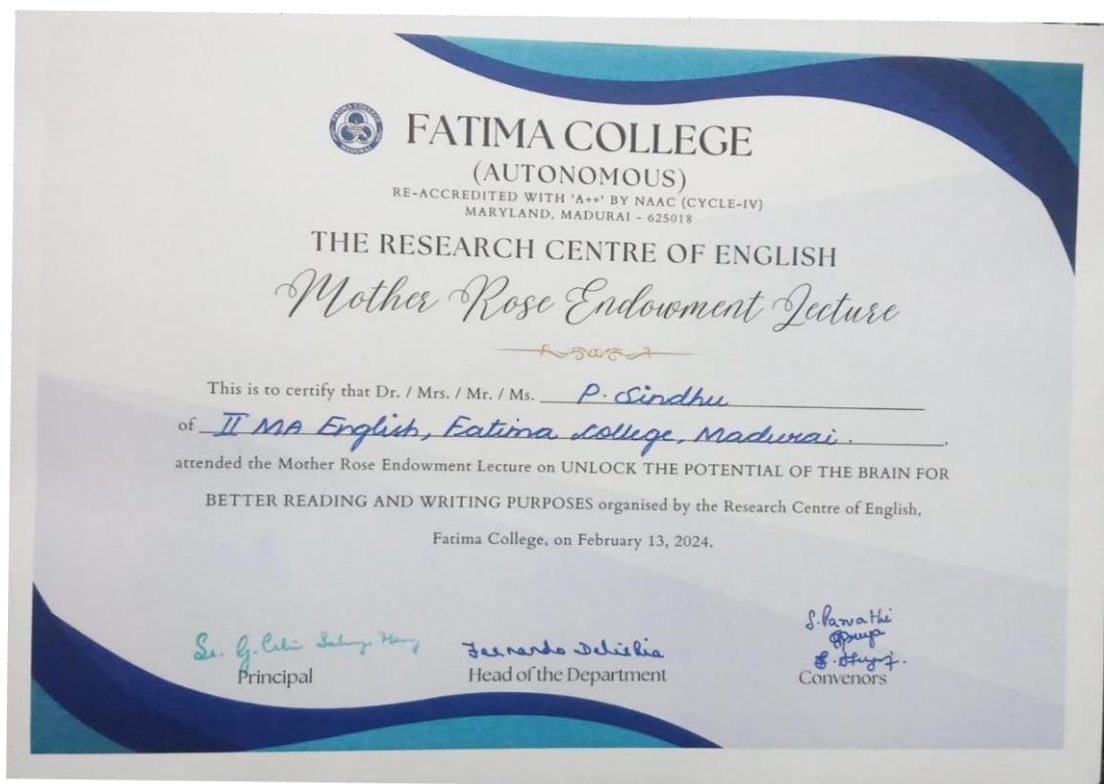 FATIMA COLLEGE
MADURAI
FATIMA COLLEGE
(AUTONOMOUS)
RE-ACCREDITED WITH 'A++' BY NAAC (CYCLE-IV)
MARYLAND, MADURAI - 625018
THE RESEARCH CENTRE OF ENGLISH
Mother Rose Endowment Lecture
This is to certify that Dr. / Mrs. / Mr. / Ms. P. Sindhu
of II MA English, Fatima College, Madurai.
attended the Mother Rose Endowment Lecture on UNLOCK THE POTENTIAL OF THE BRAIN FOR
BETTER READING AND WRITING PURPOSES organised by the Research Centre of English,
Fatima College, on February 13, 2024.
S. Parvathi
Fernando Delishia
Principal
Head of the Department
Convenors